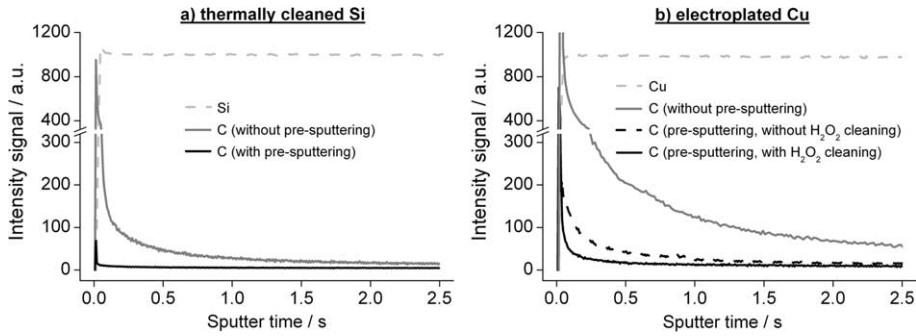 a) thermally cleaned Si
1200
800
400
300
200
100
0
Intensity signal / a.u.
Si
C (without pre-sputtering)
C (with pre-sputtering)
0.0 0.5 1.0 1.5 2.0 2.5
Sputter time / s
b) electroplated Cu
1200
800
400
300
200
100
0
Intensity signal / a.u.
Cu
C (without pre-sputtering)
C (pre-sputtering, without H₂O₂ cleaning)
C (pre-sputtering, with H₂O₂ cleaning)
0.0 0.5 1.0 1.5 2.0 2.5
Sputter time / s